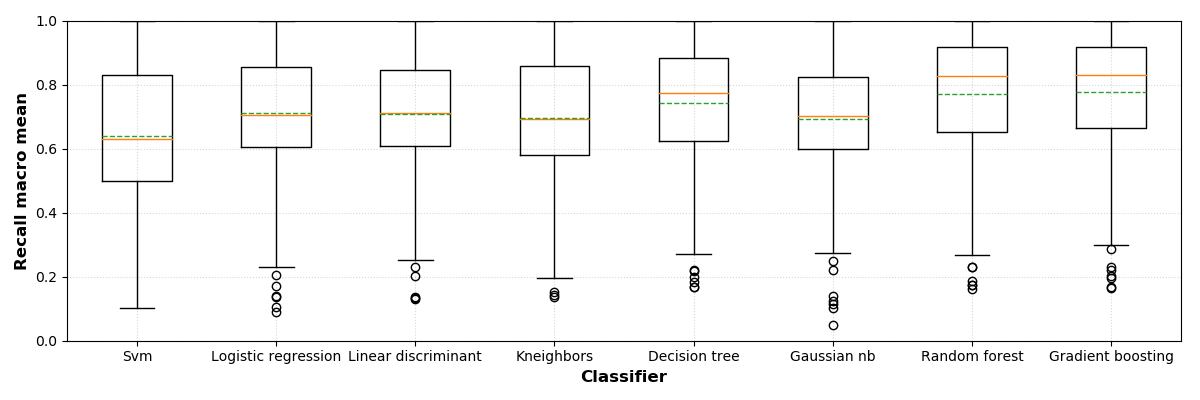 Recall macro mean
1.0
0.8
0.6
0.4
0.2
0.0
Svm Logistic regression Linear discriminant Kneighbors Decision tree Gaussian nb Random forest Gradient boosting
Classifier